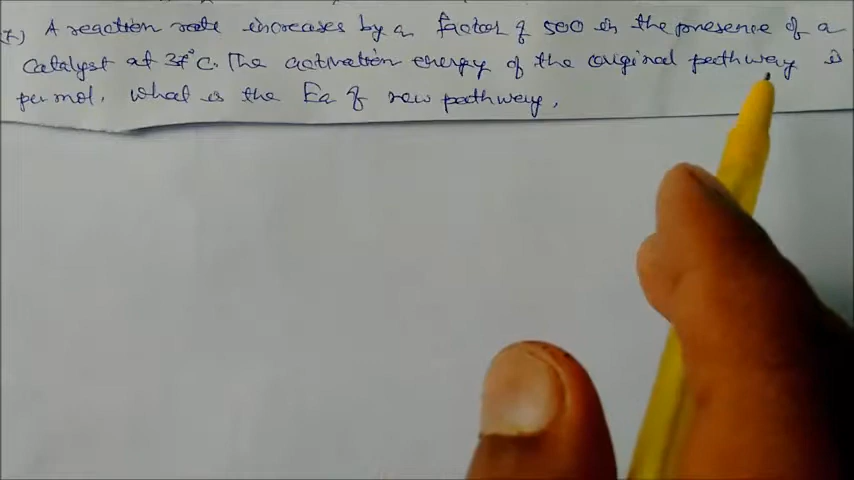 7.) A reaction rate increases by a factor of 500 in the presence of a
Catalyst at 37°C. The activation energy of the original pathway is
per mol. What is the Ea of new pathway,